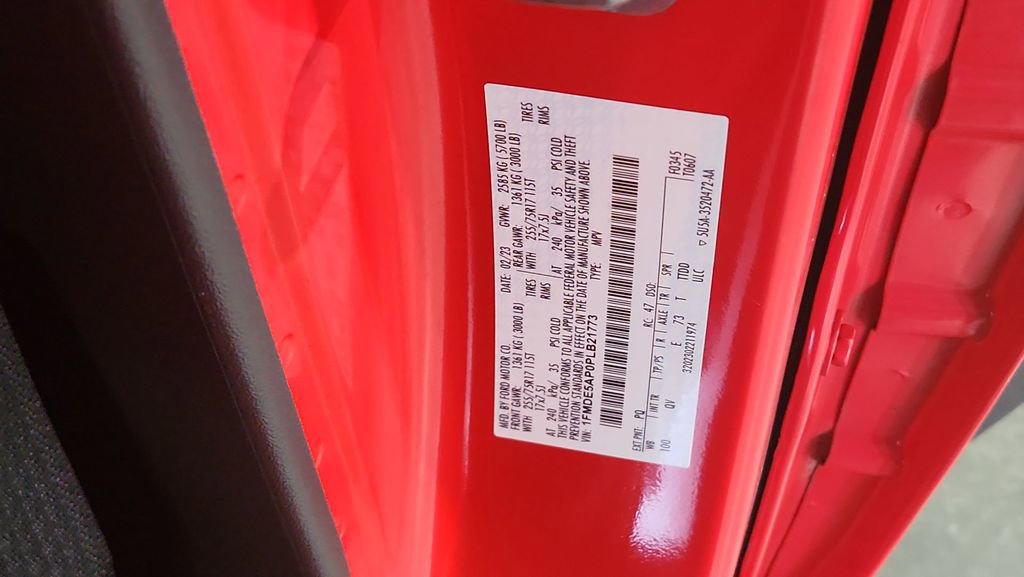 MFD. BY FORD MOTOR CO. DATE: 02/23 GVWR: 2585 KG ( 5700 LB)
FRONT GAWR: 1361 KG ( 3000 LB) REAR GAWR: 1361 KG ( 3000 LB)
WITH 255/75R17 115T TIRES WITH 255/75R17 115T TIRES
17x7.5J RIMS 17x7.5J RIMS
AT 240 kPa/ 35 PSI COLD AT 240 kPa/ 35 PSI COLD
THIS VEHICLE CONFORMS TO ALL APPLICABLE FEDERAL MOTOR VEHICLE SAFETY AND THEFT
PREVENTION STANDARDS IN EFFECT ON THE DATE OF MANUFACTURE SHOWN ABOVE.
VIN: 1FMDE5AP0PLB21773 TYPE: MPV
EXT PNT: PQ RC: 47 DSO: F0345
WB INT TR TP/PS R AXLE TR SPR T0607
100 QV E 73 T TTDD
3202302211974 ULC ▽ 5U5A-3520472-AA